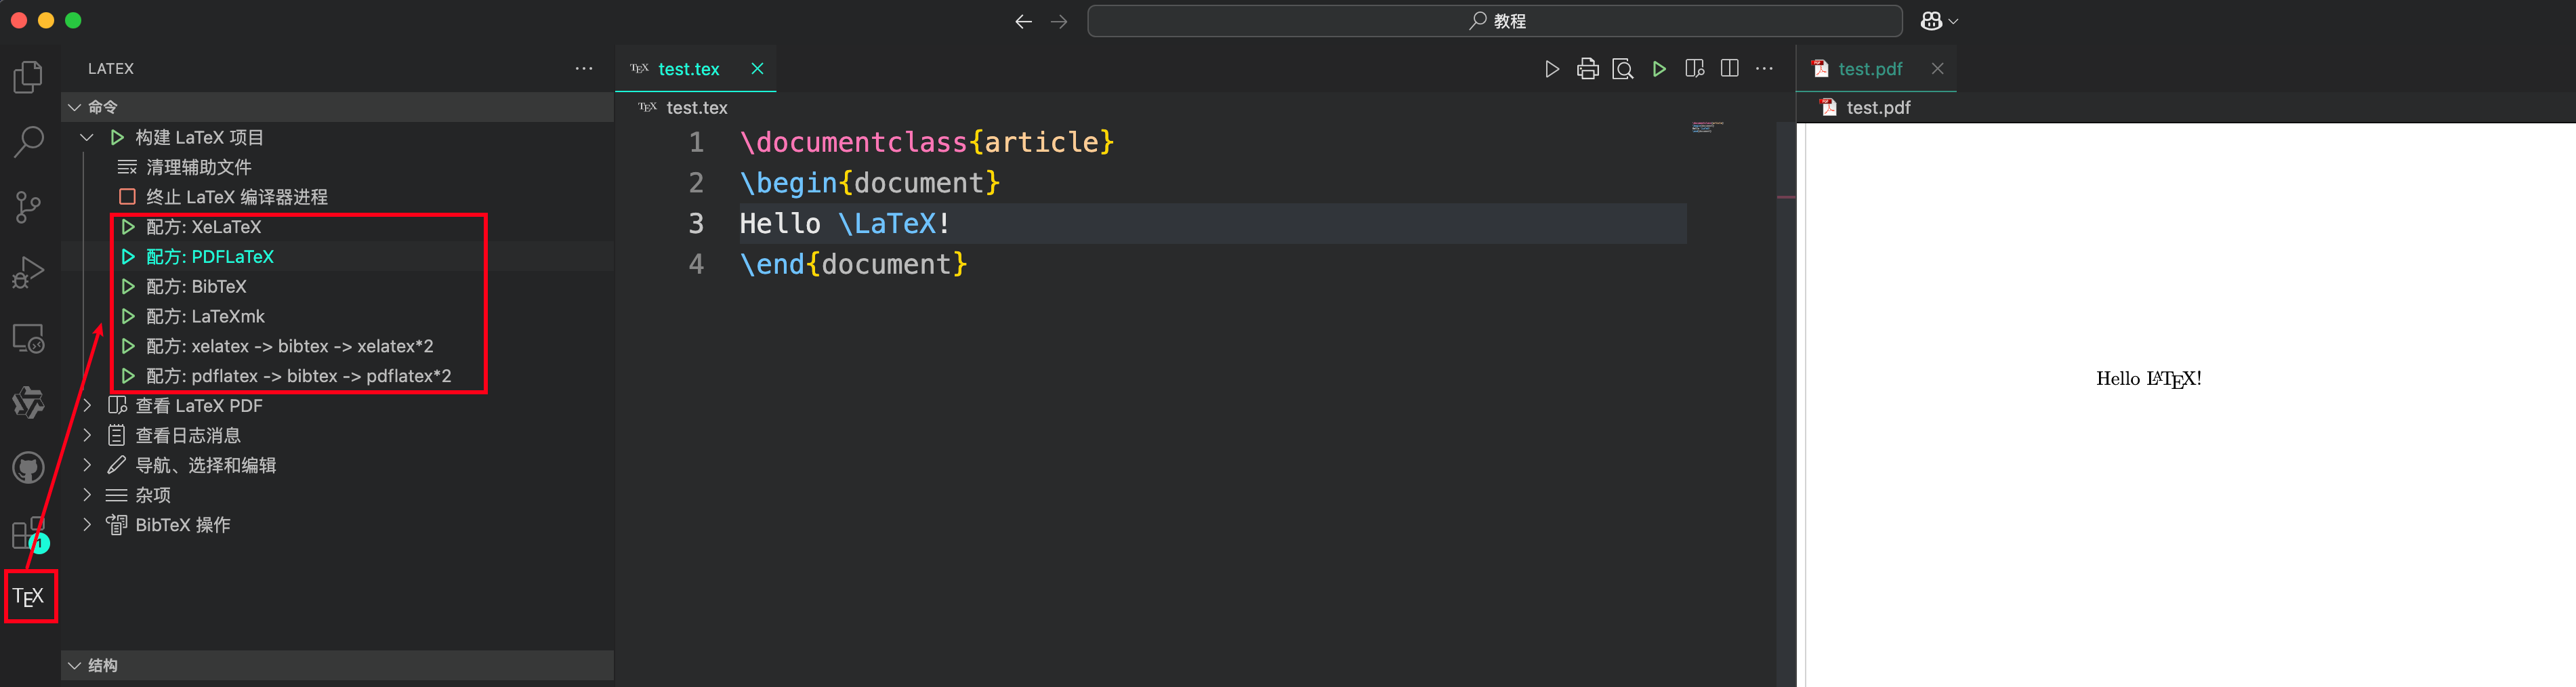 教程
LATEX
命令
构建 LaTeX 项目
清理辅助文件
终止 LaTeX 编译器进程
配方: XeLaTeX
配方: PDFLaTeX
配方: BibTeX
配方: LaTeXmk
配方: xelatex -> bibtex -> xelatex*2
配方: pdflatex -> bibtex -> pdflatex*2
查看 LaTeX PDF
查看日志消息
导航、选择和编辑
杂项
BibTeX 操作
1
TEX
结构
TEX test.tex
TEX test.tex
1 \documentclass{article}
2 \begin{document}
3 Hello \LaTeX!
4 \end{document}
test.pdf
test.pdf
Hello LATEX!